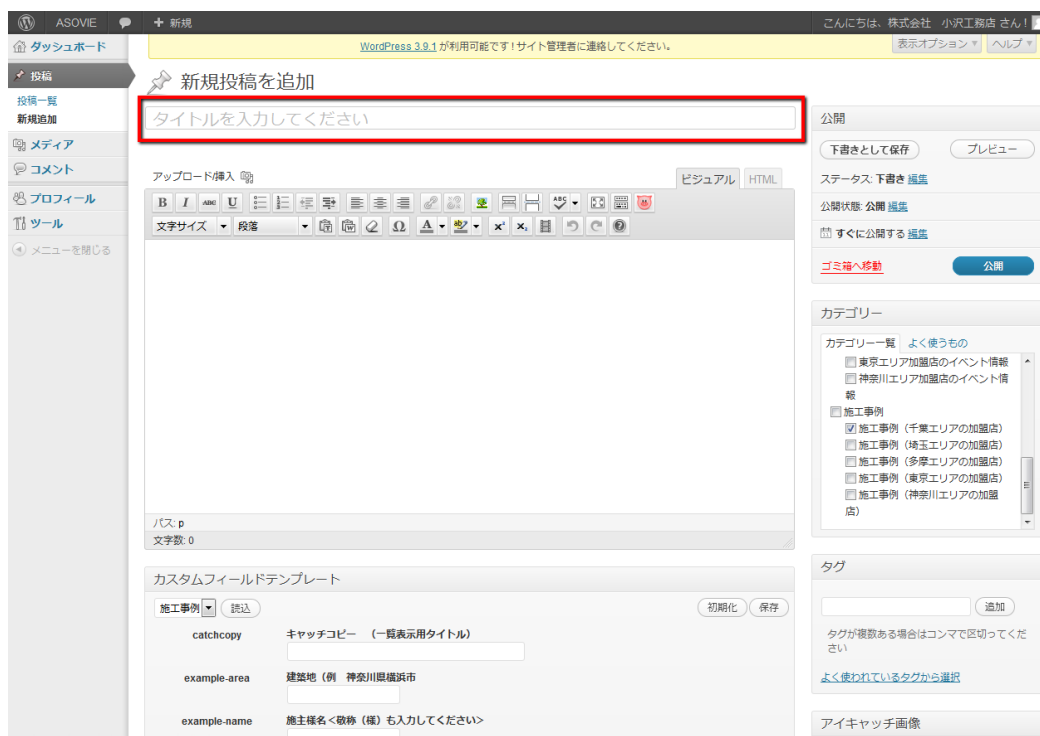 ASOVIE
+ 新規
こんにちは、株式会社 小沢工務店 さん!
ダッシュボード
WordPress 3.9.1 が利用可能です ! サイト管理者に連絡してください。
表示オプション ▼
ヘルプ ▼
投稿
投稿一覧
新規追加
メディア
コメント
プロフィール
ツール
メニューを閉じる
新規投稿を追加
タイトルを入力してください
アップロード/挿入
ビジュアル
HTML
B I ABC U
ABC
文字サイズ ▼
段落 ▼
T W Ω A ab x² x₂
パス: p
文字数: 0
カスタムフィールドテンプレート
施工事例 ▼
読込
初期化
保存
catchcopy
キャッチコピー (一覧表示用タイトル)
example-area
建築地(例 神奈川県横浜市
example-name
施主様名<敬称(様)も入力してください>
公開
下書きとして保存
プレビュー
ステータス: 下書き 編集
公開状態: 公開 編集
すぐに公開する 編集
ゴミ箱へ移動
公開
カテゴリー
カテゴリー一覧
よく使うもの
東京エリア加盟店のイベント情報
神奈川エリア加盟店のイベント情
報
施工事例
施工事例(千葉エリアの加盟店)
施工事例(埼玉エリアの加盟店)
施工事例(多摩エリアの加盟店)
施工事例(東京エリアの加盟店)
施工事例(神奈川エリアの加盟
店)
タグ
追加
タグが複数ある場合はコンマで区切ってくだ
さい
よく使われているタグから選択
アイキャッチ画像